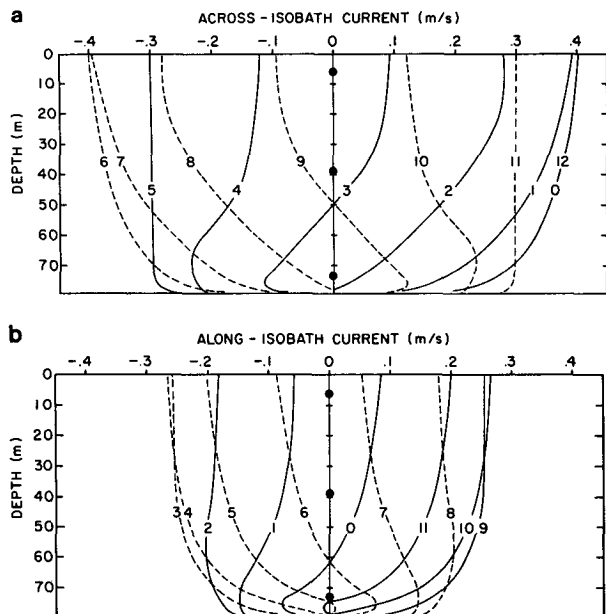 a
ACROSS-ISOBATH CURRENT (m/s)
-.4 -.3 -.2 -.1 0 .1 .2 .3 .4
0
10
20
30
40
50
60
70
DEPTH (m)
6 7 5 8 4 9 3 10 2 11 1 12 0
b
ALONG-ISOBATH CURRENT (m/s)
-.4 -.3 -.2 -.1 0 .1 .2 .3 .4
0
10
20
30
40
50
60
70
DEPTH (m)
3 4 2 5 1 6 0 7 11 8 10 9